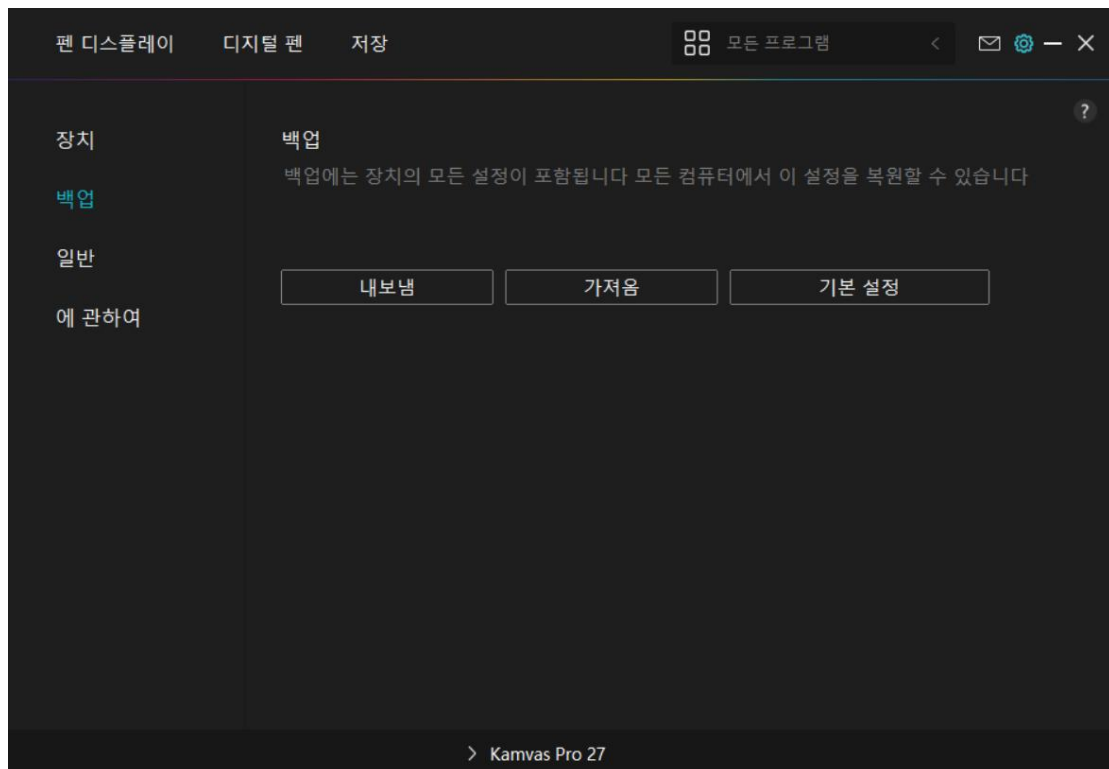 펜 디스플레이 디지털 펜 저장 모든 프로그램
?
장치
백업
일반
에 관하여
백업
백업에는 장치의 모든 설정이 포함됩니다 모든 컴퓨터에서 이 설정을 복원할 수 있습니다
내보냄 가져옴 기본 설정
Kamvas Pro 27